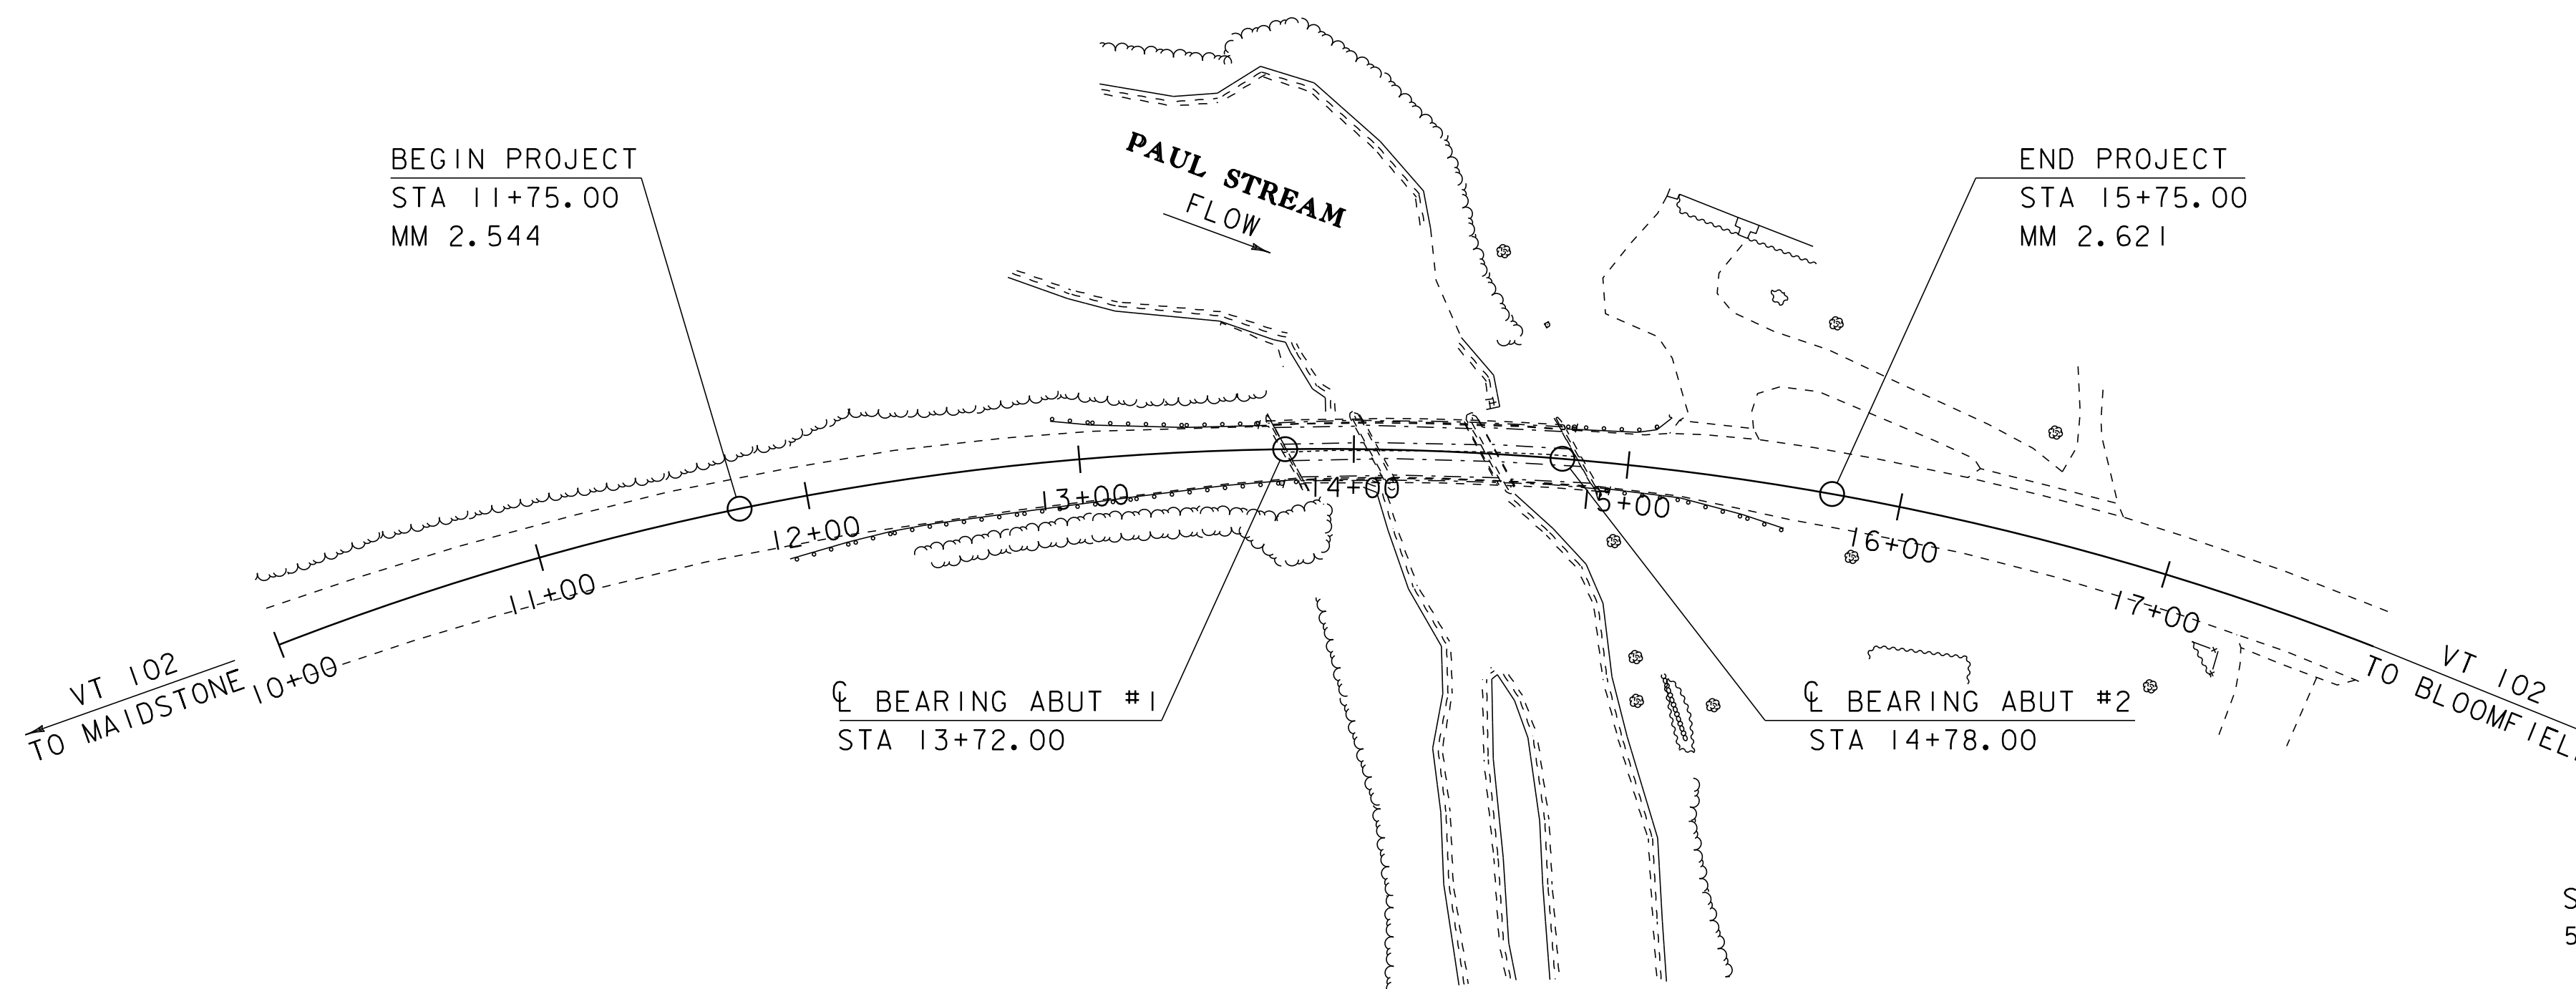 PAUL STREAM
FLOW
BEGIN PROJECT
STA 11+75.00
MM 2.544
END PROJECT
STA 15+75.00
MM 2.621
10+00
11+00
12+00
13+00
14+00
15+00
16+00
17+00
VT 102
TO MAIDSTONE
℄ BEARING ABUT #1
STA 13+72.00
℄ BEARING ABUT #2
STA 14+78.00
VT 102
TO